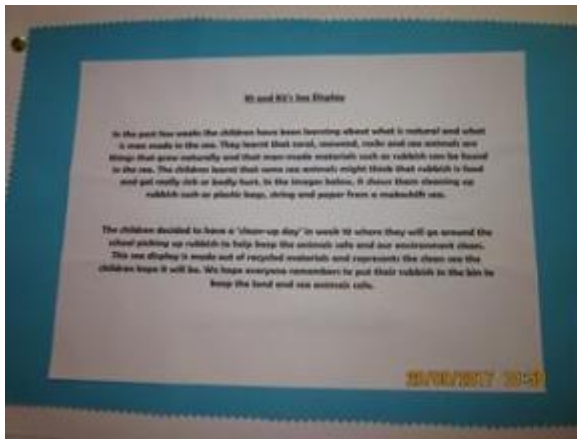 Sea Display
In the past few weeks the children have been learning about what is natural and what
is man made in the sea. They learnt that coral, seaweed, rocks and sea animals are
things that grow naturally and that man-made materials such as rubbish can be found
in the sea. The children learnt that some sea animals might think that rubbish is food
and get really sick or badly hurt. In the images below, it shows them cleaning up
rubbish such as plastic bags, string and paper from a makeshift sea.
The children decided to have a 'clean-up day' in week 10 where they will go around the
school picking up rubbish to help keep the animals safe and our environment clean.
This sea display is made out of recycled materials and represents the clean sea the
children hope it will be. We hope everyone remembers to put their rubbish in the bin to
keep the land and sea animals safe.